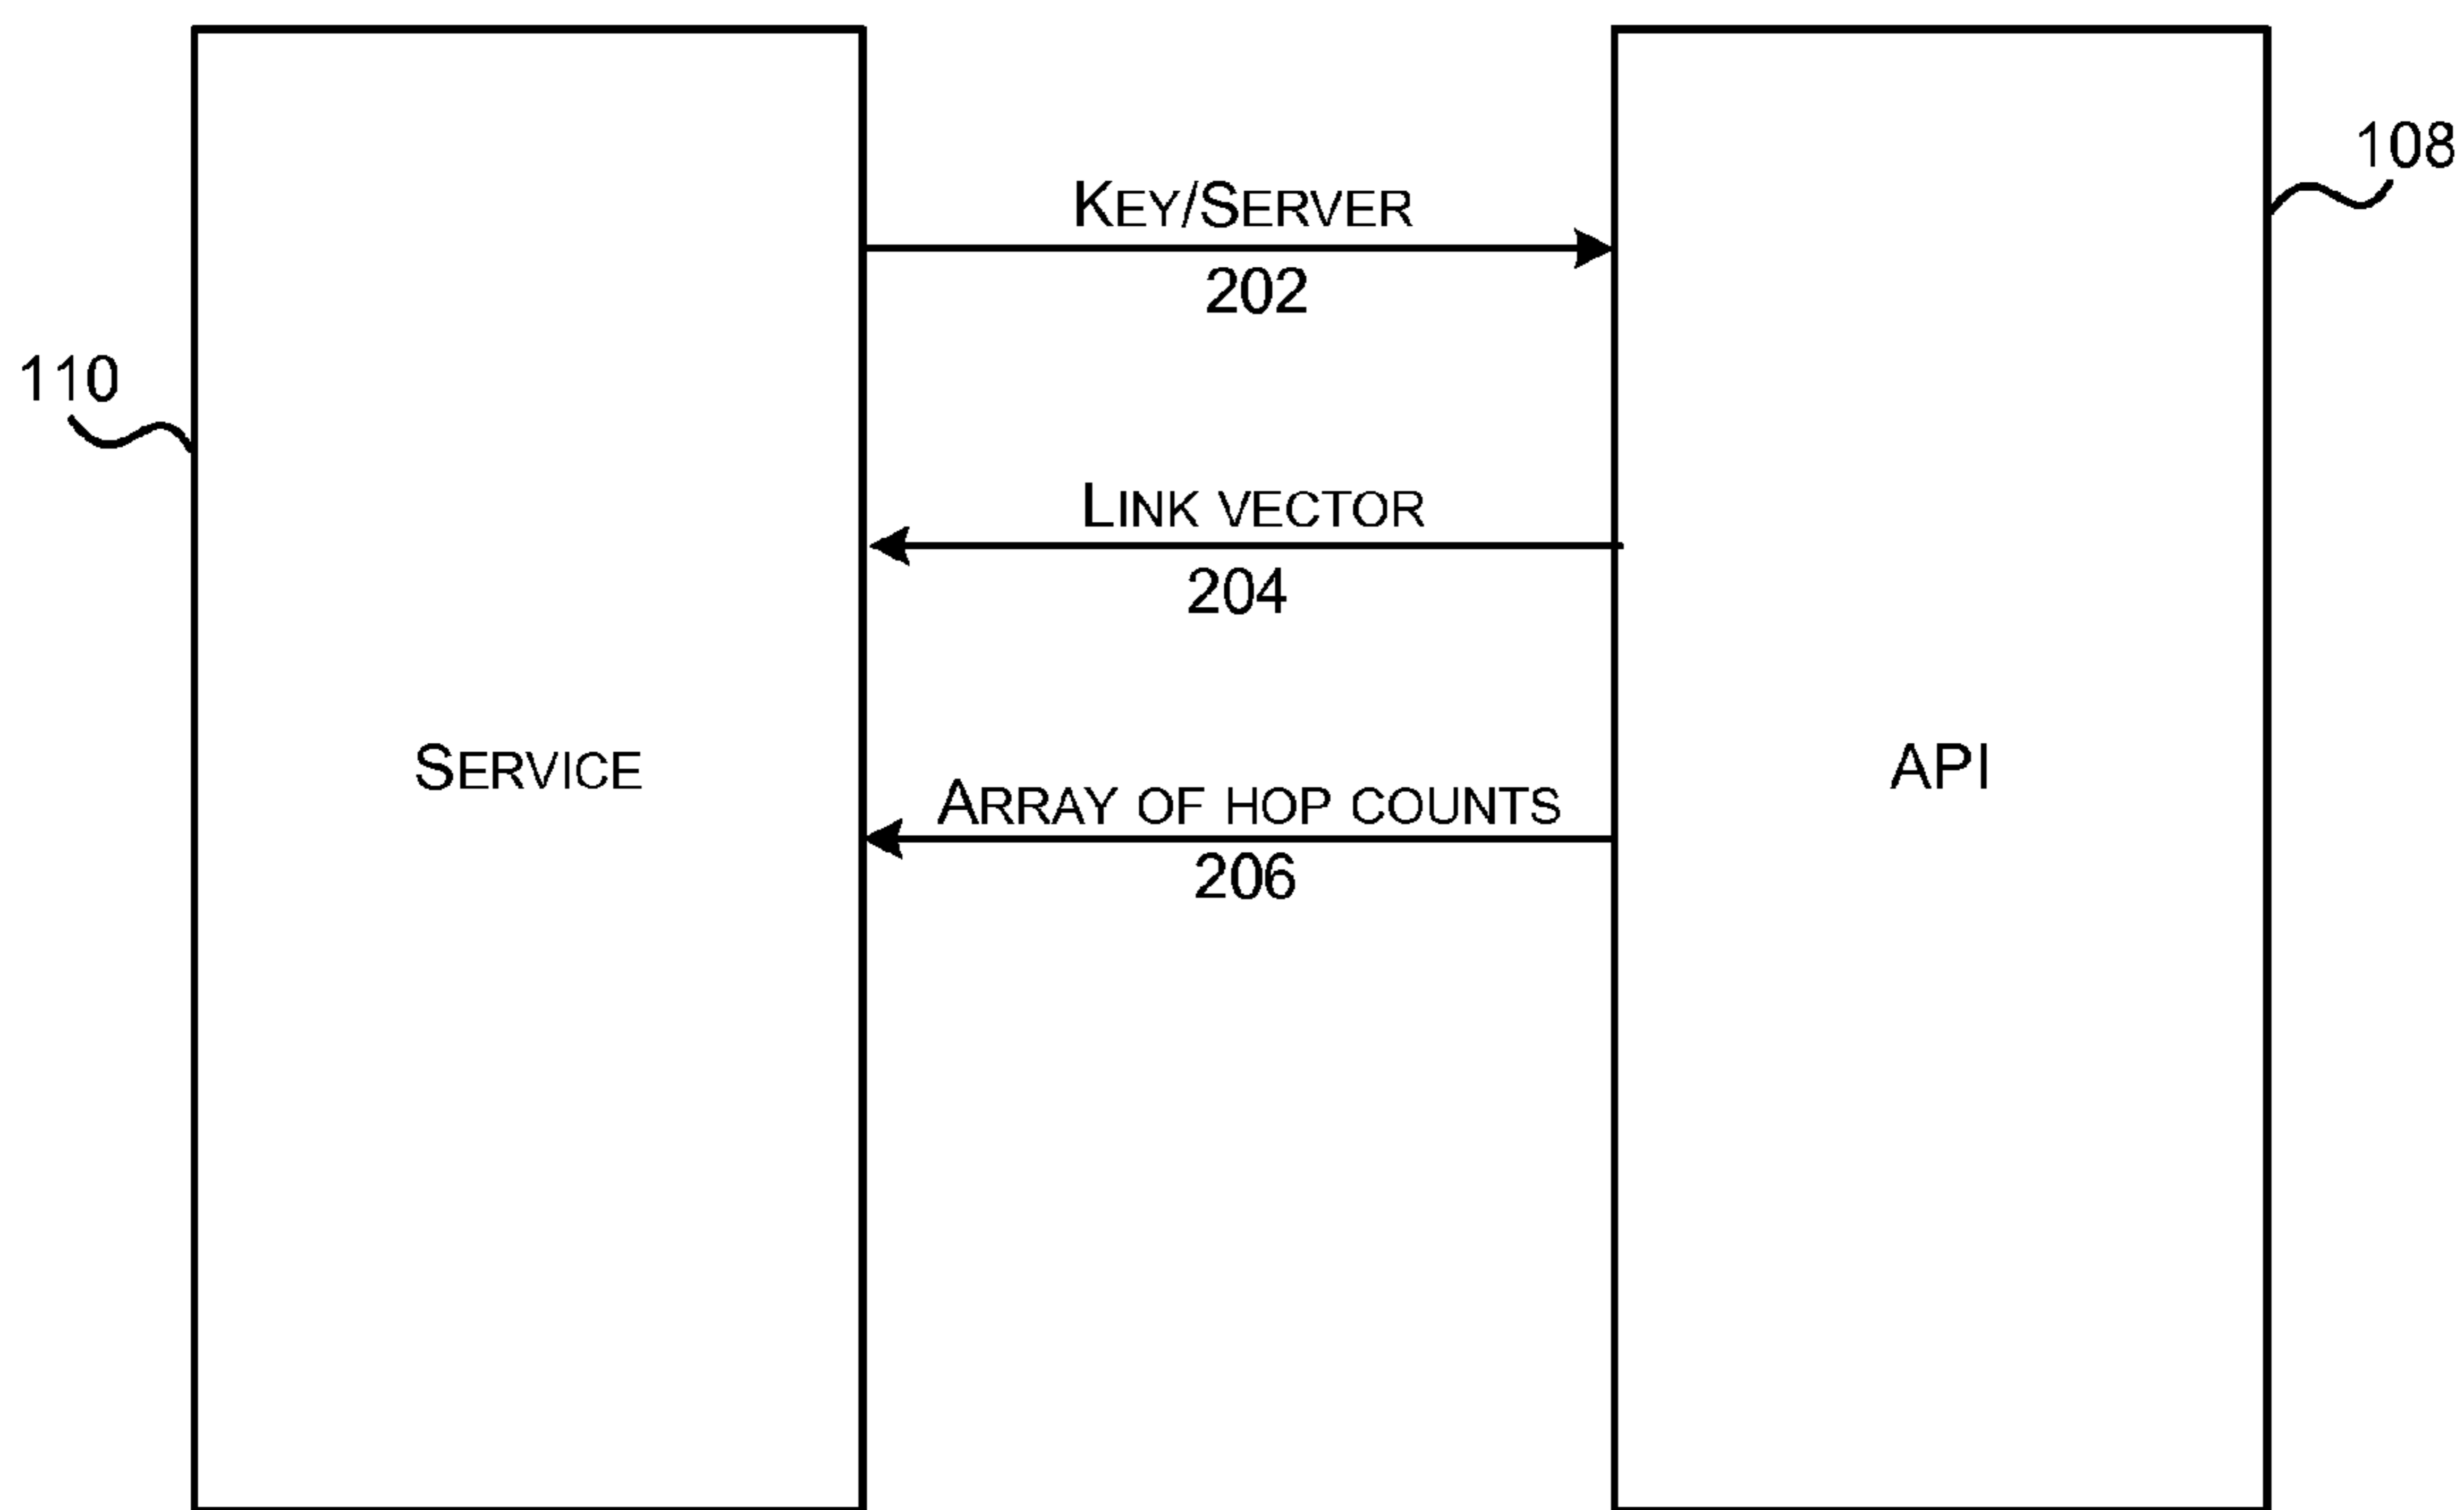 108
KEY/SERVER
202
110
LINK VECTOR
204
SERVICE
API
ARRAY OF HOP COUNTS
206